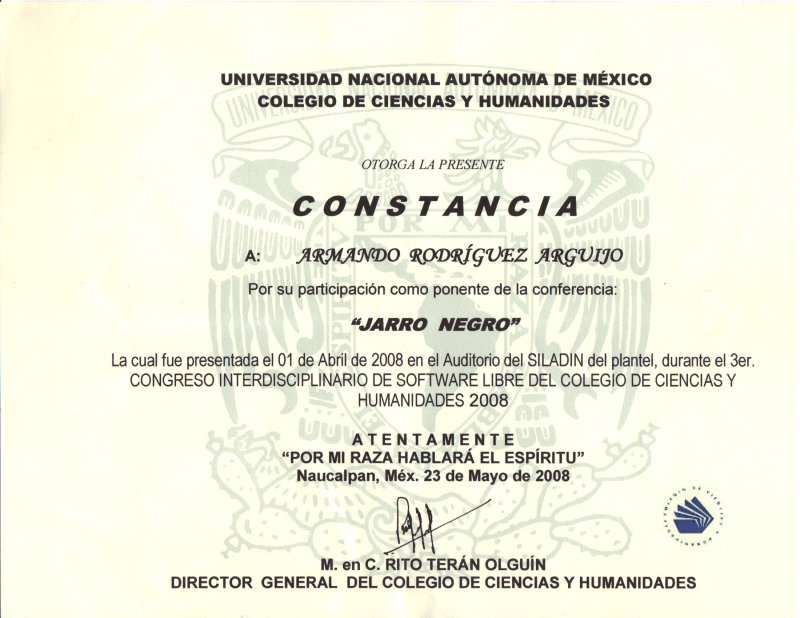 UNIVERSIDAD NACIONAL AUTÓNOMA DE MÉXICO
COLEGIO DE CIENCIAS Y HUMANIDADES
OTORGA LA PRESENTE
CONSTANCIA
A: ARMANDO RODRÍGUEZ ARGUIJO
Por su participación como ponente de la conferencia:
“JARRO NEGRO”
La cual fue presentada el 01 de Abril de 2008 en el Auditorio del SILADIN del plantel, durante el 3er.
CONGRESO INTERDISCIPLINARIO DE SOFTWARE LIBRE DEL COLEGIO DE CIENCIAS Y
HUMANIDADES 2008
ATENTAMENTE
“POR MI RAZA HABLARÁ EL ESPÍRITU”
Naucalpan, Méx. 23 de Mayo de 2008
M. en C. RITO TERÁN OLGUÍN
DIRECTOR GENERAL DEL COLEGIO DE CIENCIAS Y HUMANIDADES